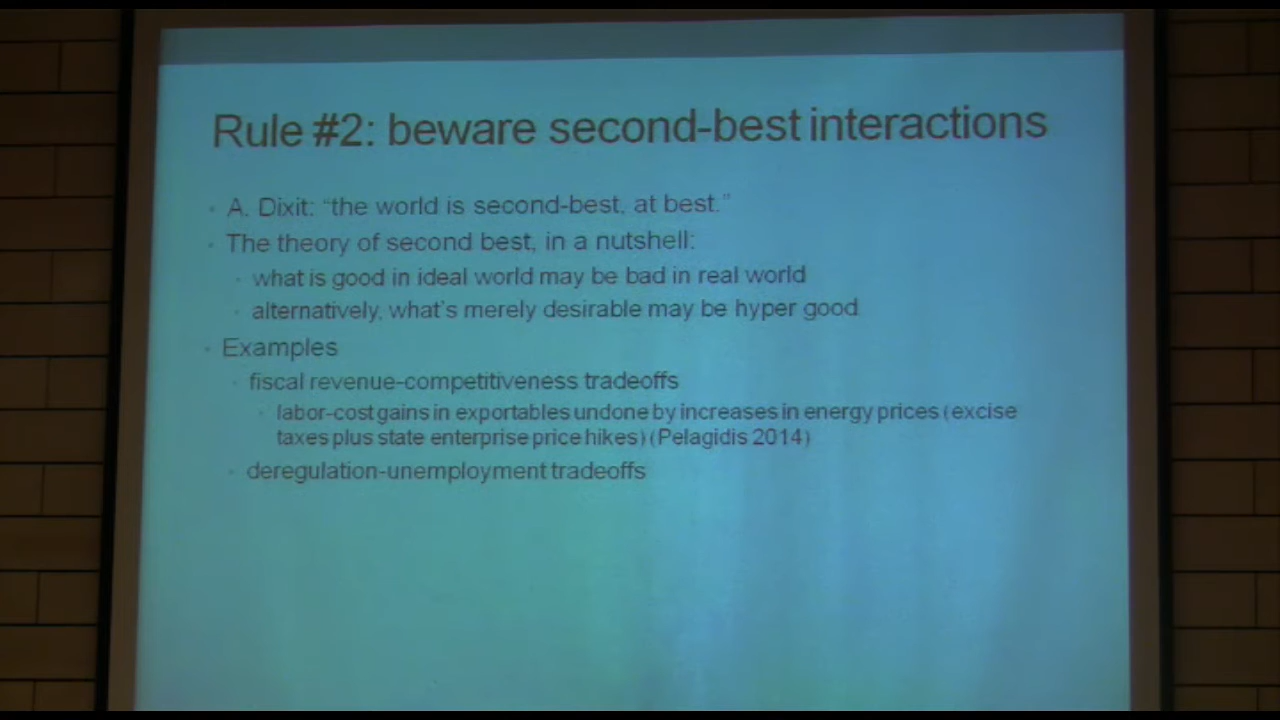 Rule #2: beware second-best interactions
A. Dixit: “the world is second-best, at best.”
The theory of second best, in a nutshell:
what is good in ideal world may be bad in real world
alternatively, what’s merely desirable may be hyper good
Examples
fiscal revenue-competitiveness tradeoffs
labor-cost gains in exportables undone by increases in energy prices (excise
taxes plus state enterprise price hikes) (Pelagidis 2014)
deregulation-unemployment tradeoffs